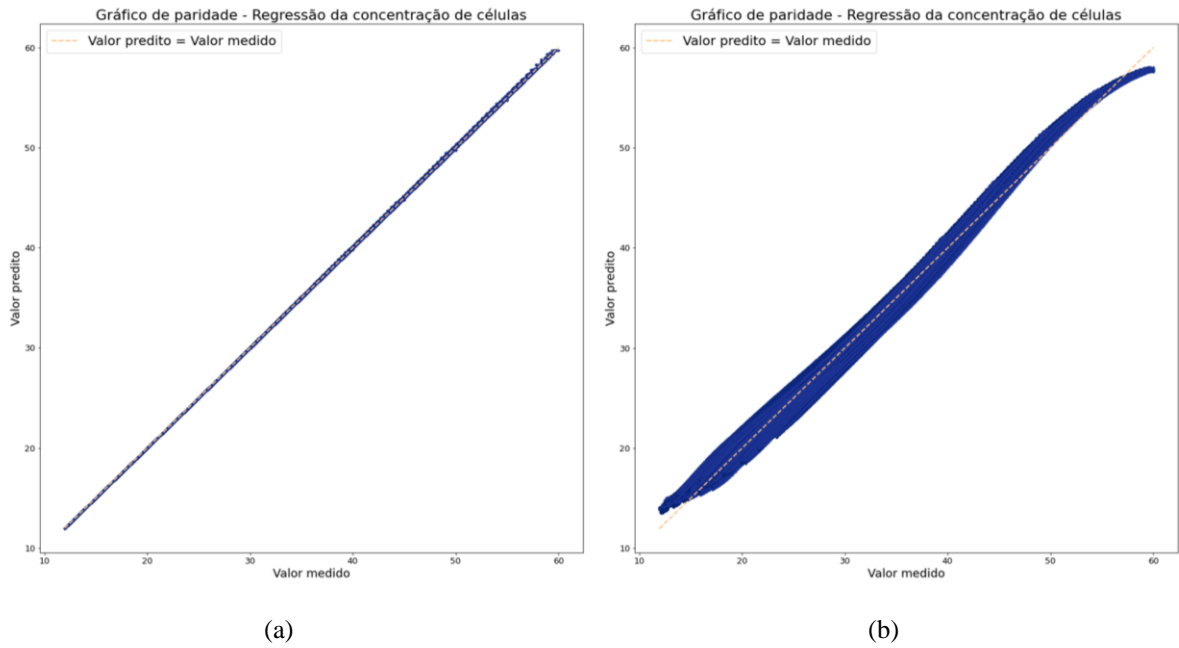 Gráfico de paridade - Regressão da concentração de células
Valor predito = Valor medido
60
50
40
30
20
10
Valor predito
10
20
30
40
50
60
Valor medido
(a)
Gráfico de paridade - Regressão da concentração de células
Valor predito = Valor medido
60
50
40
30
20
10
Valor predito
10
20
30
40
50
60
Valor medido
(b)